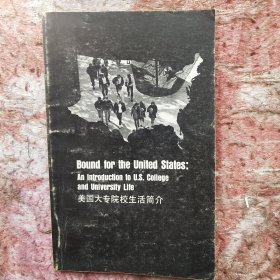 Bound for the United States:
An Introduction to U.S. College
and University Life
美国大专院校生活简介